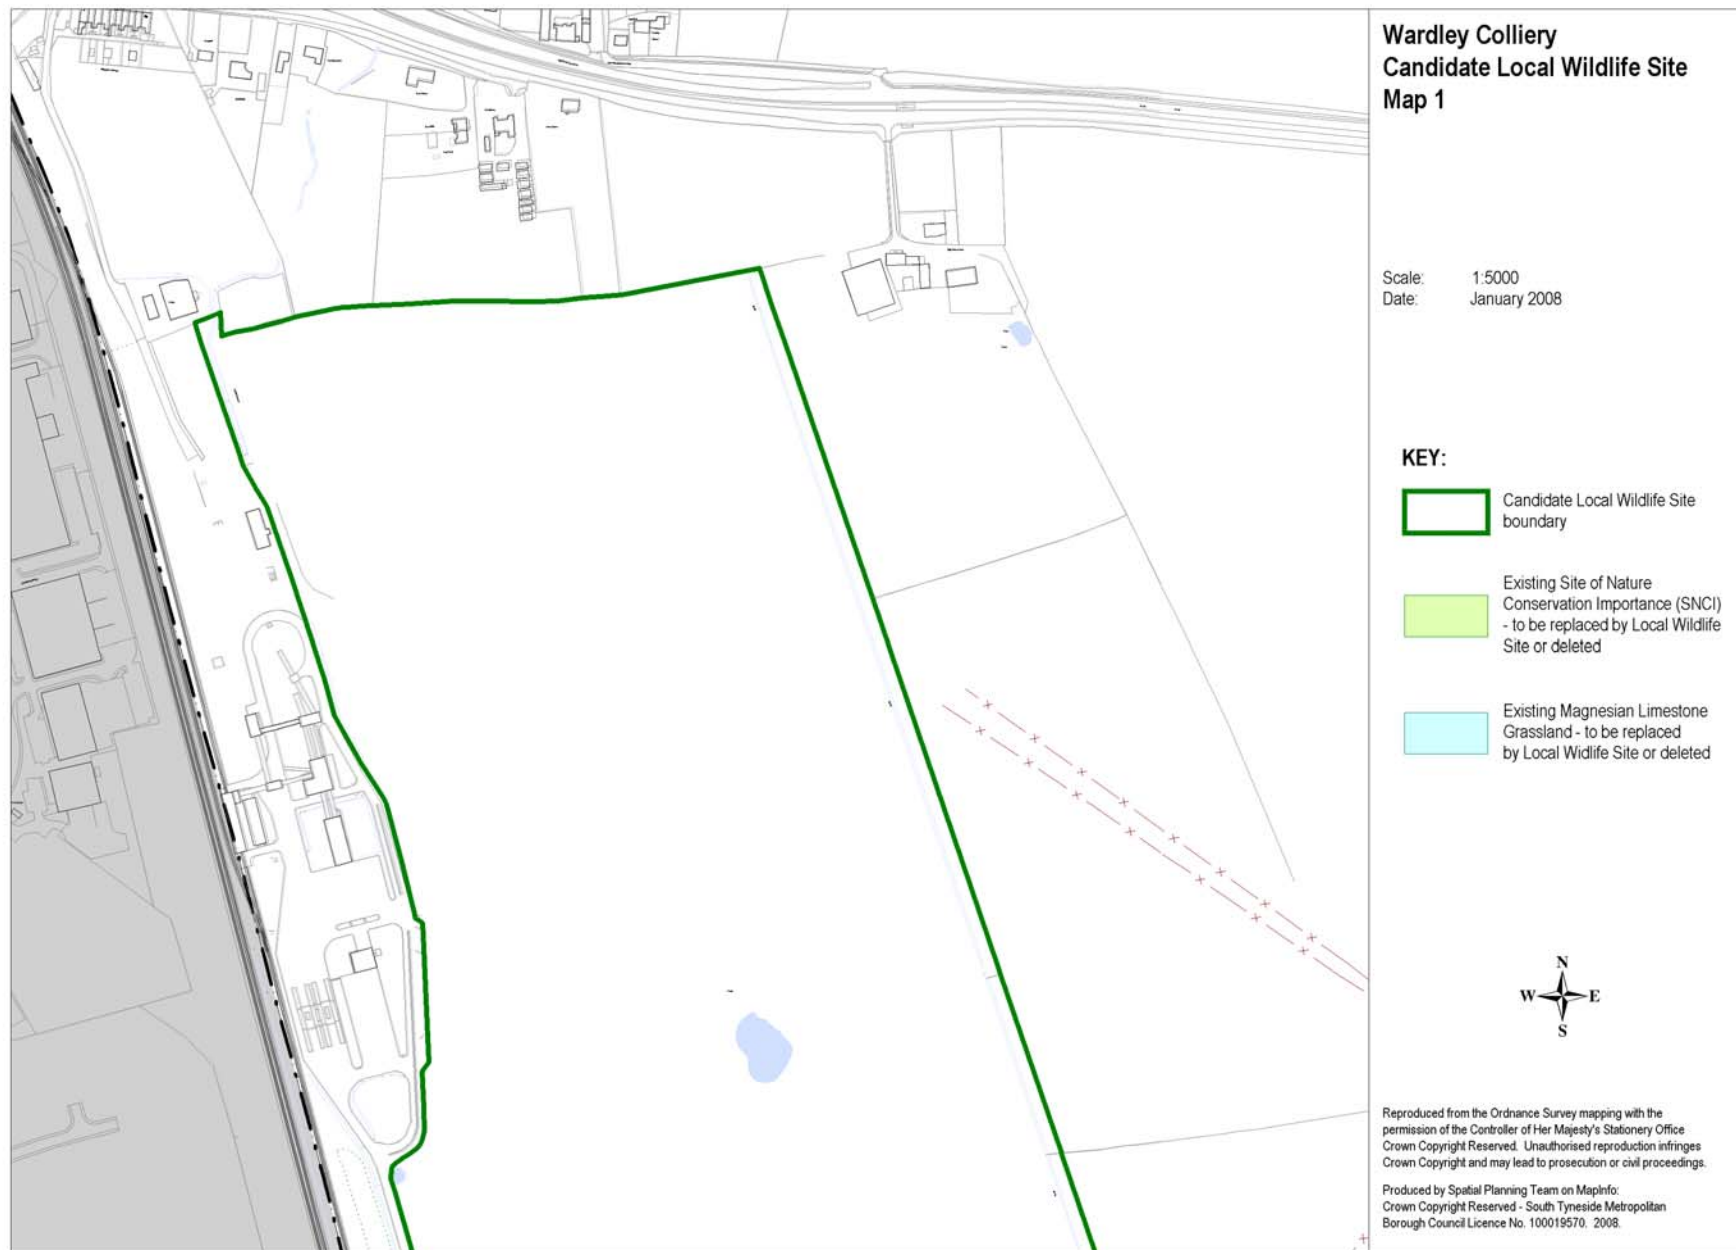 Wardley Colliery
Candidate Local Wildlife Site
Map 1
Scale: 1:5000
Date: January 2008
KEY:
Candidate Local Wildlife Site
boundary
Existing Site of Nature
Conservation Importance (SNCI)
- to be replaced by Local Wildlife
Site or deleted
Existing Magnesian Limestone
Grassland - to be replaced
by Local Widlife Site or deleted
N
W E
S
Reproduced from the Ordnance Survey mapping with the
permission of the Controller of Her Majesty's Stationery Office
Crown Copyright Reserved. Unauthorised reproduction infringes
Crown Copyright and may lead to prosecution or civil proceedings.
Produced by Spatial Planning Team on MapInfo:
Crown Copyright Reserved - South Tyneside Metropolitan
Borough Council Licence No. 100019570. 2008.